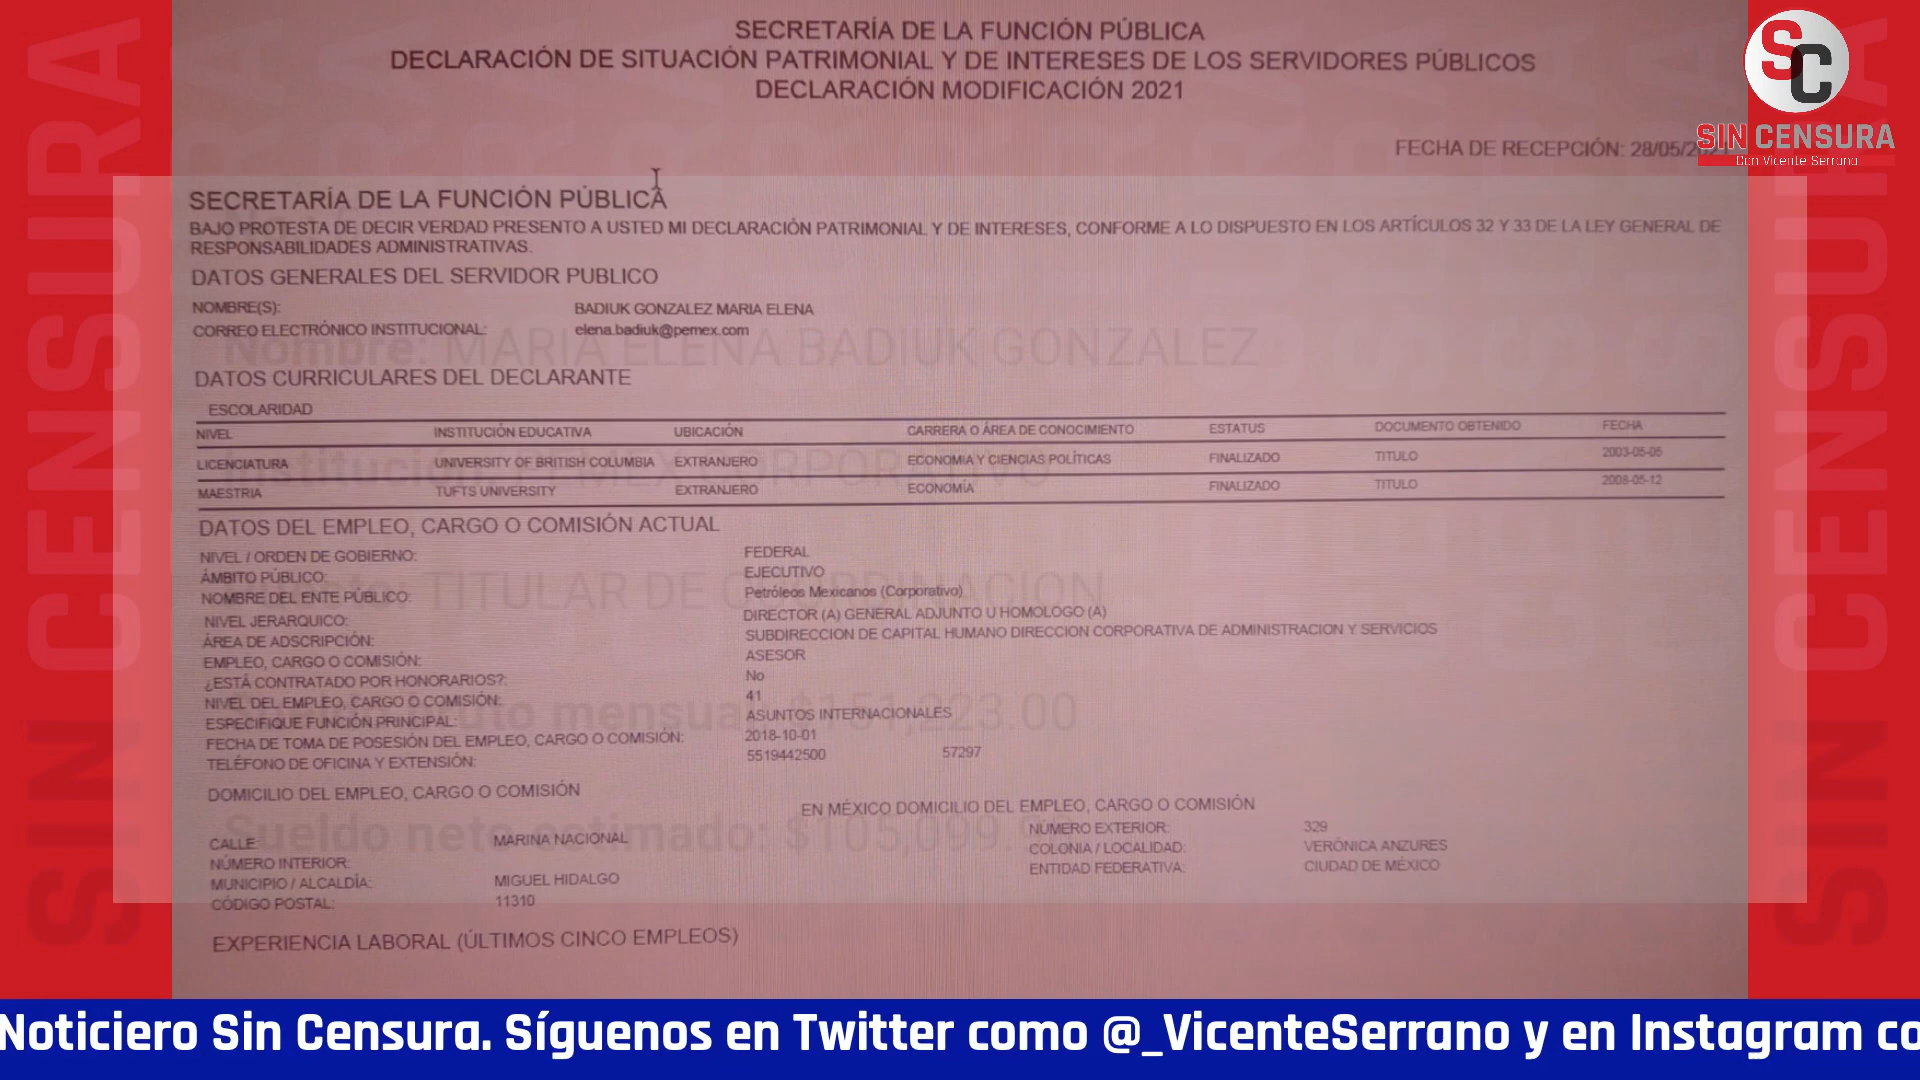 SECRETARÍA DE LA FUNCIÓN PÚBLICA
DECLARACIÓN DE SITUACIÓN PATRIMONIAL Y DE INTERESES DE LOS SERVIDORES PÚBLICOS
DECLARACIÓN MODIFICACIÓN 2021
SC
SIN CENSURA
Con Vicente Serrano
FECHA DE RECEPCIÓN: 28/05/
SECRETARÍA DE LA FUNCIÓN PÚBLICA
BAJO PROTESTA DE DECIR VERDAD PRESENTO A USTED MI DECLARACIÓN PATRIMONIAL Y DE INTERESES, CONFORME A LO DISPUESTO EN LOS ARTÍCULOS 32 Y 33 DE LA LEY GENERAL DE
RESPONSABILIDADES ADMINISTRATIVAS.
DATOS GENERALES DEL SERVIDOR PUBLICO
NOMBRE(S): BADIUK GONZALEZ MARIA ELENA
CORREO ELECTRÓNICO INSTITUCIONAL: elena.badiuk@pemex.com
Nombre: MARIA ELENA BADIUK GONZALEZ
DATOS CURRICULARES DEL DECLARANTE
ESCOLARIDAD
NIVEL INSTITUCIÓN EDUCATIVA UBICACIÓN CARRERA O ÁREA DE CONOCIMIENTO ESTATUS DOCUMENTO OBTENIDO FECHA
LICENCIATURA UNIVERSITY OF BRITISH COLUMBIA EXTRANJERO ECONOMIA Y CIENCIAS POLÍTICAS FINALIZADO TITULO 2003-05-05
MAESTRIA TUFTS UNIVERSITY EXTRANJERO ECONOMÍA FINALIZADO TITULO 2008-05-12
DATOS DEL EMPLEO, CARGO O COMISIÓN ACTUAL
NIVEL / ORDEN DE GOBIERNO: FEDERAL
ÁMBITO PÚBLICO: EJECUTIVO
TITULAR DE COORDINACION
NOMBRE DEL ENTE PÚBLICO: Petróleos Mexicanos (Corporativo)
NIVEL JERARQUICO: DIRECTOR (A) GENERAL ADJUNTO U HOMOLOGO (A)
ÁREA DE ADSCRIPCIÓN: SUBDIRECCION DE CAPITAL HUMANO DIRECCION CORPORATIVA DE ADMINISTRACION Y SERVICIOS
EMPLEO, CARGO O COMISIÓN: ASESOR
¿ESTÁ CONTRATADO POR HONORARIOS?: No
NIVEL DEL EMPLEO, CARGO O COMISIÓN: 41
ESPECIFIQUE FUNCIÓN PRINCIPAL: ASUNTOS INTERNACIONALES
FECHA DE TOMA DE POSESIÓN DEL EMPLEO, CARGO O COMISIÓN: 2018-10-01
TELÉFONO DE OFICINA Y EXTENSIÓN: 5519442500 57297
DOMICILIO DEL EMPLEO, CARGO O COMISIÓN
EN MÉXICO DOMICILIO DEL EMPLEO, CARGO O COMISIÓN
Sueldo neto estimado:
CALLE: MARINA NACIONAL NÚMERO EXTERIOR: 329
NÚMERO INTERIOR: COLONIA / LOCALIDAD: VERÓNICA ANZURES
MUNICIPIO / ALCALDÍA: MIGUEL HIDALGO ENTIDAD FEDERATIVA: CIUDAD DE MÉXICO
CÓDIGO POSTAL: 11310
EXPERIENCIA LABORAL (ÚLTIMOS CINCO EMPLEOS)
SIN CENSURA
SIN CENSURA
Noticiero Sin Censura. Síguenos en Twitter como @_VicenteSerrano y en Instagram co